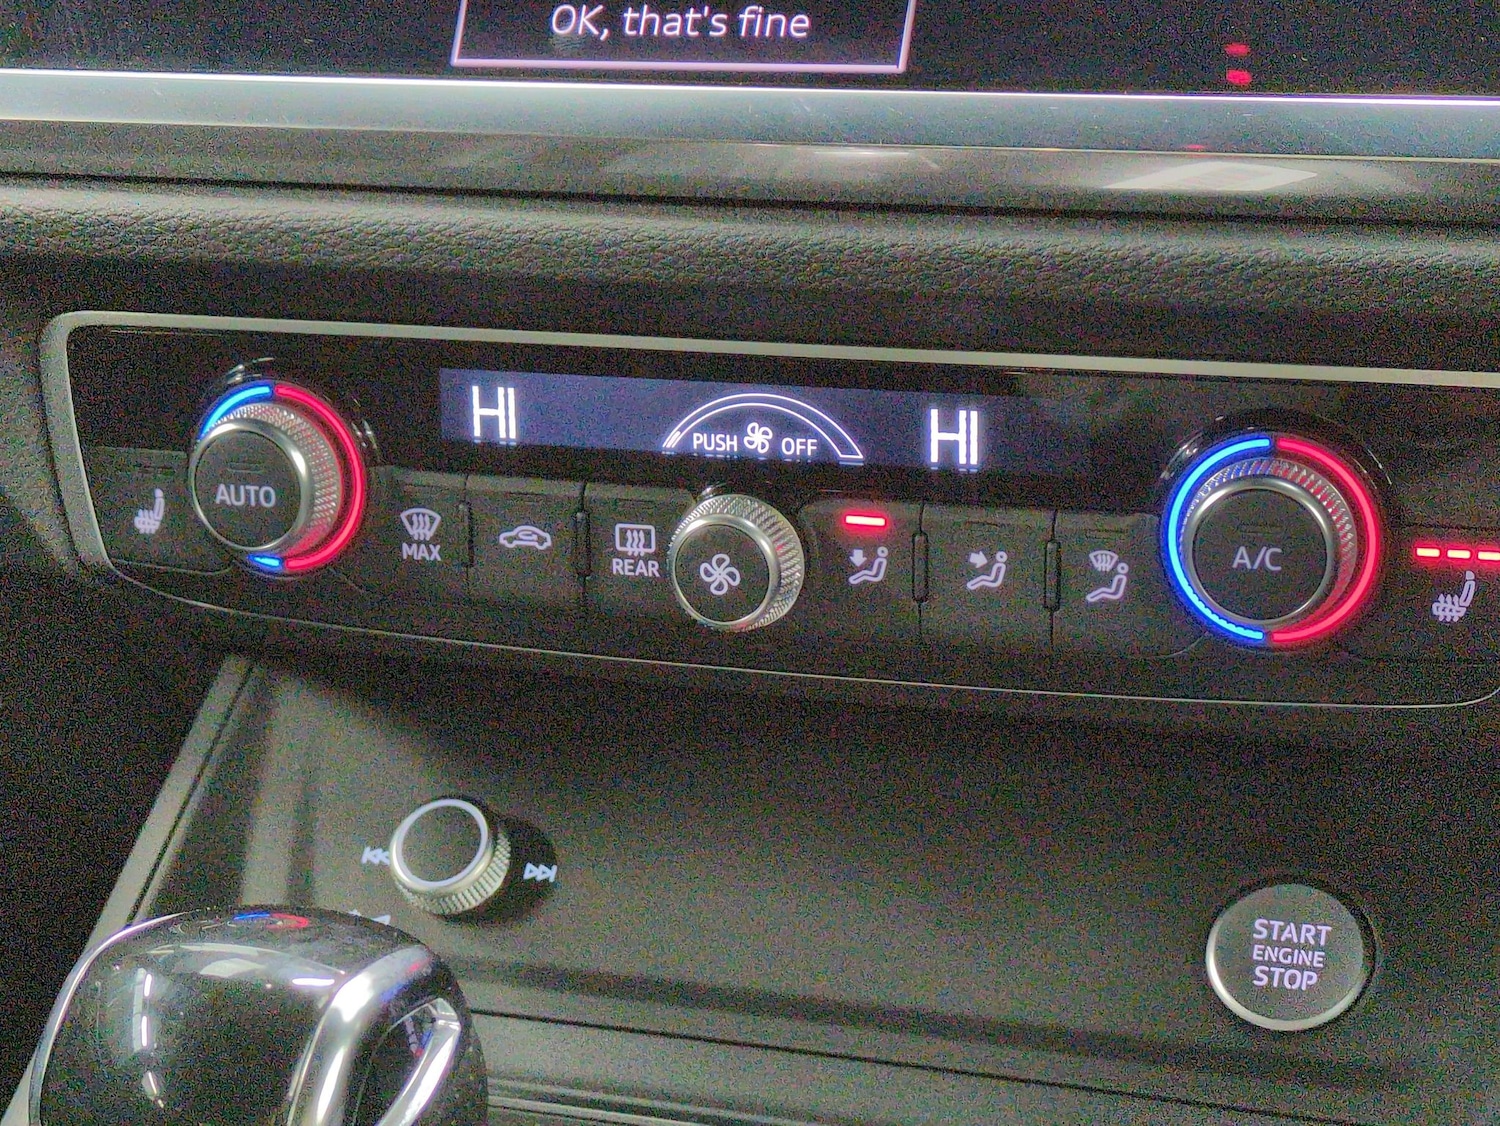 OK, that's fine
HI
PUSH OFF
HI
AUTO
MAX
REAR
A/C
START
ENGINE
STOP